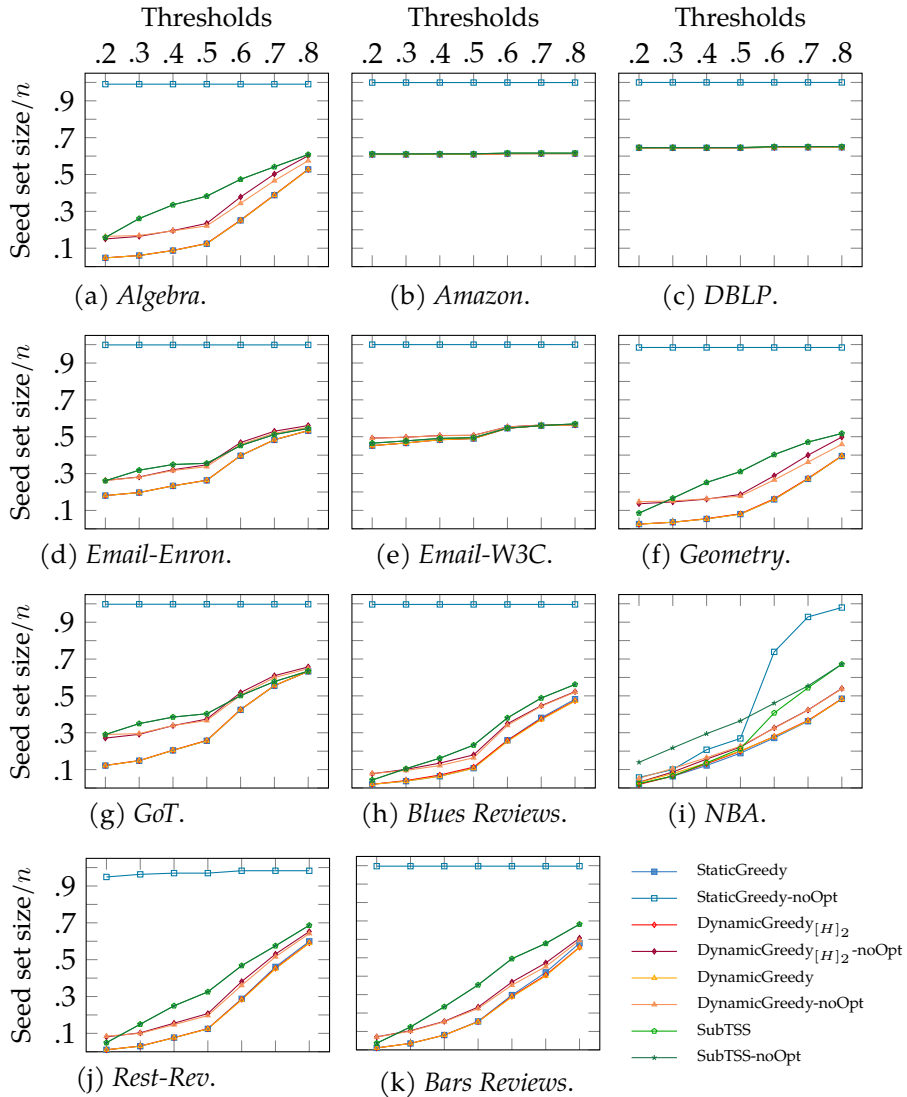 Thresholds Thresholds Thresholds
.2 .3 .4 .5 .6 .7 .8 .2 .3 .4 .5 .6 .7 .8 .2 .3 .4 .5 .6 .7 .8
Seed set size/n
.9
.7
.5
.3
.1
(a) Algebra. (b) Amazon. (c) DBLP.
Seed set size/n
.9
.7
.5
.3
.1
(d) Email-Enron. (e) Email-W3C. (f) Geometry.
Seed set size/n
.9
.7
.5
.3
.1
(g) GoT. (h) Blues Reviews. (i) NBA.
Seed set size/n
.9
.7
.5
.3
.1
(j) Rest-Rev. (k) Bars Reviews.
StaticGreedy
StaticGreedy-noOpt
DynamicGreedy[H]2
DynamicGreedy[H]2-noOpt
DynamicGreedy
DynamicGreedy-noOpt
SubTSS
SubTSS-noOpt